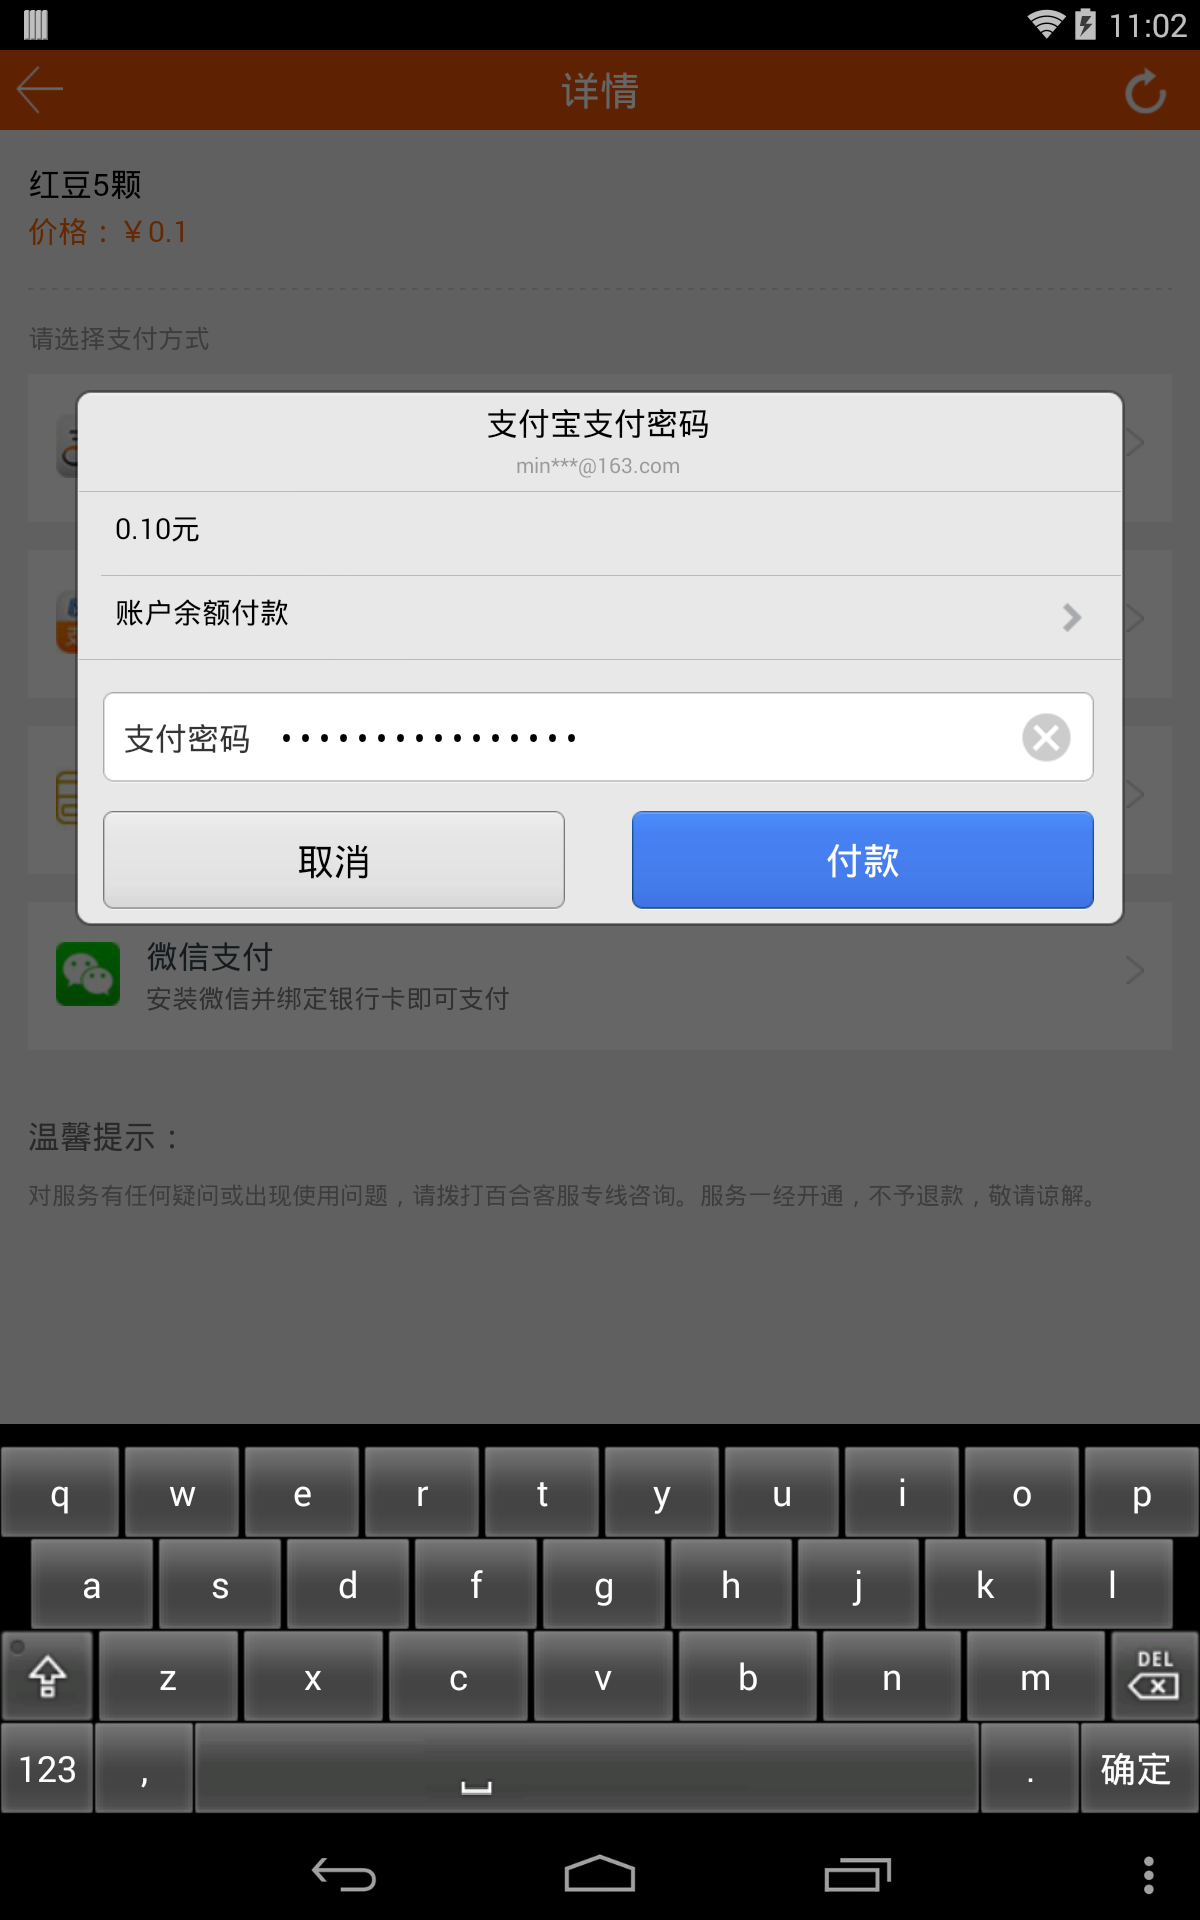 11:02
详情
红豆5颗
价格：￥0.1
请选择支付方式
支付宝支付密码
min***@163.com
0.10元
账户余额付款
支付密码 ••••••••••••••••
取消 付款
微信支付
安装微信并绑定银行卡即可支付
温馨提示：
对服务有任何疑问或出现使用问题，请拨打百合客服专线咨询。服务一经开通，不予退款，敬请谅解。
q w e r t y u i o p
a s d f g h j k l
z x c v b n m DEL
123 , . 确定